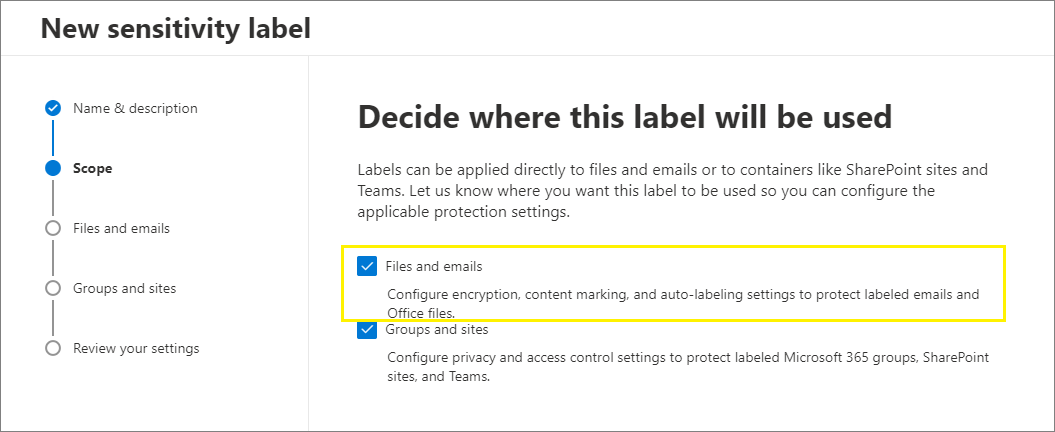 New sensitivity label
Name & description
Scope
Files and emails
Groups and sites
Review your settings
Decide where this label will be used
Labels can be applied directly to files and emails or to containers like SharePoint sites and
Teams. Let us know where you want this label to be used so you can configure the
applicable protection settings.
Files and emails
Configure encryption, content marking, and auto-labeling settings to protect labeled emails and
Office files.
Groups and sites
Configure privacy and access control settings to protect labeled Microsoft 365 groups, SharePoint
sites, and Teams.